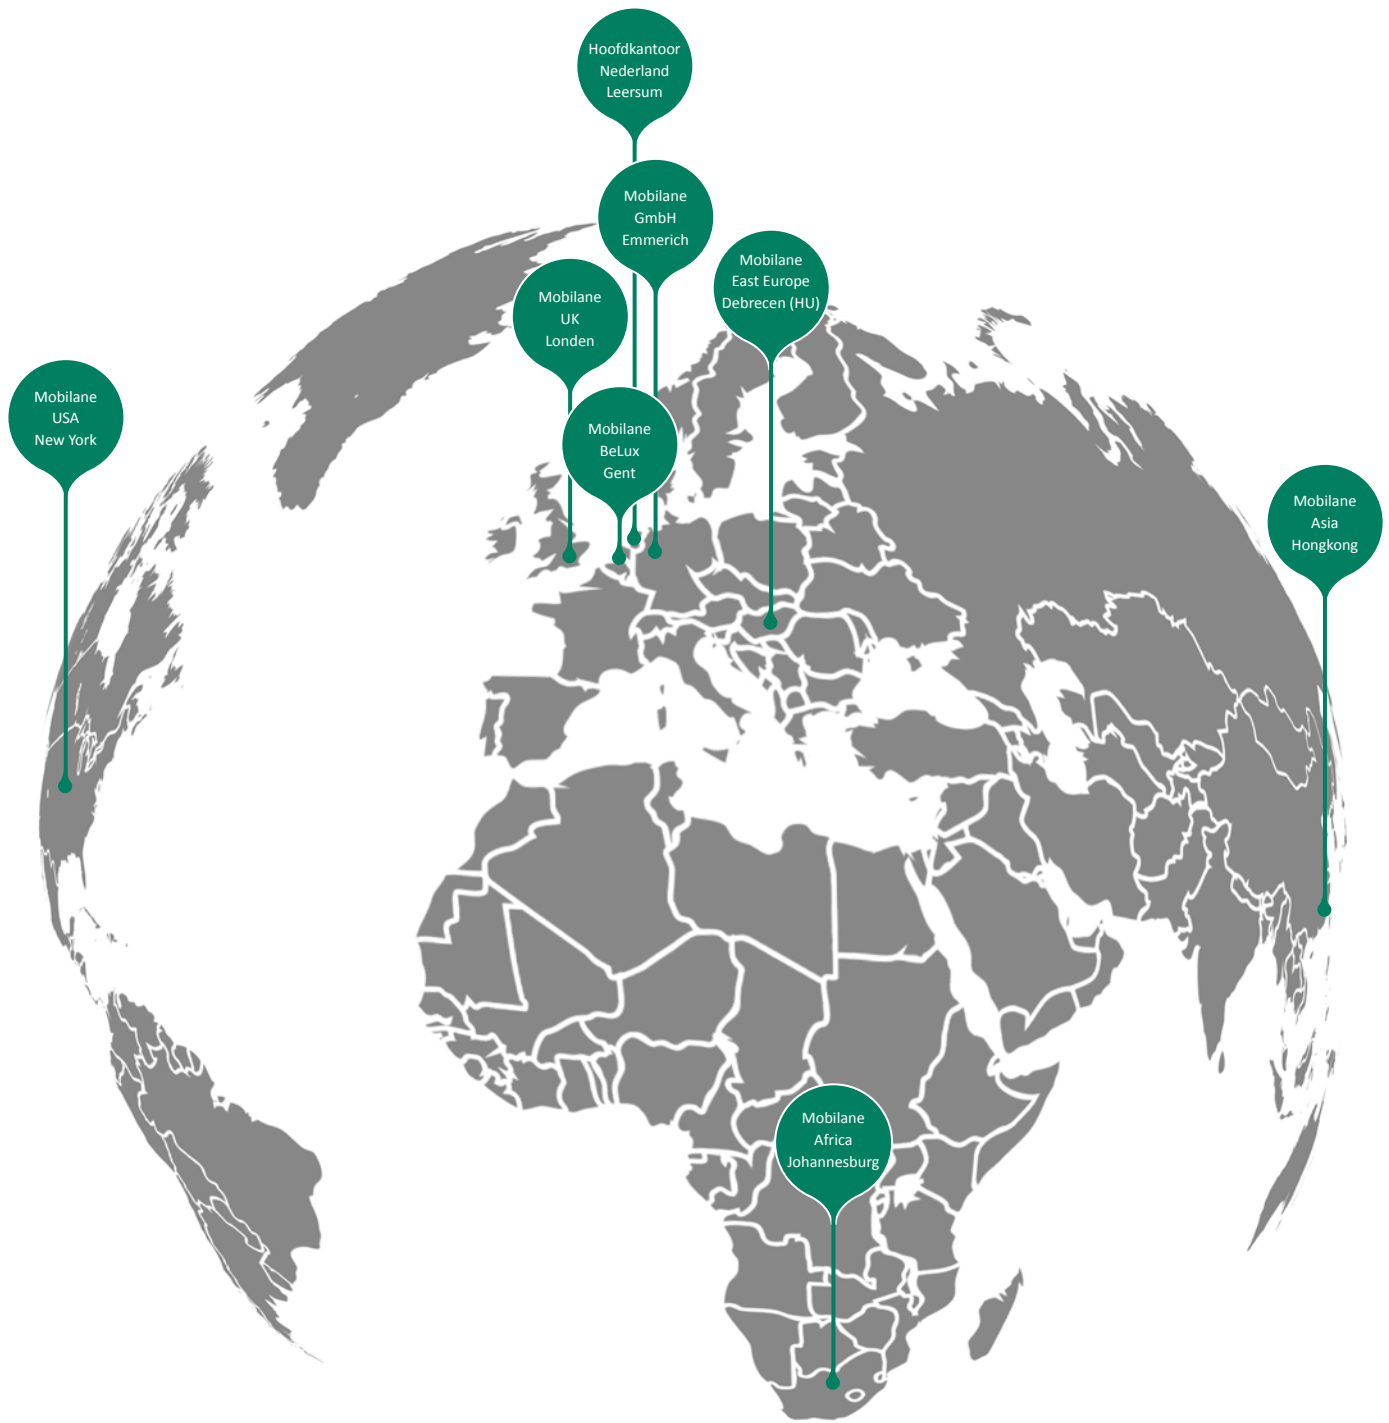 Hoofdkantoor
Nederland
Leersum
Mobilane
GmbH
Emmerich
Mobilane
East Europe
Debrecen (HU)
Mobilane
UK
Londen
Mobilane
USA
New York
Mobilane
BeLux
Gent
Mobilane
Asia
Hongkong
Mobilane
Africa
Johannesburg